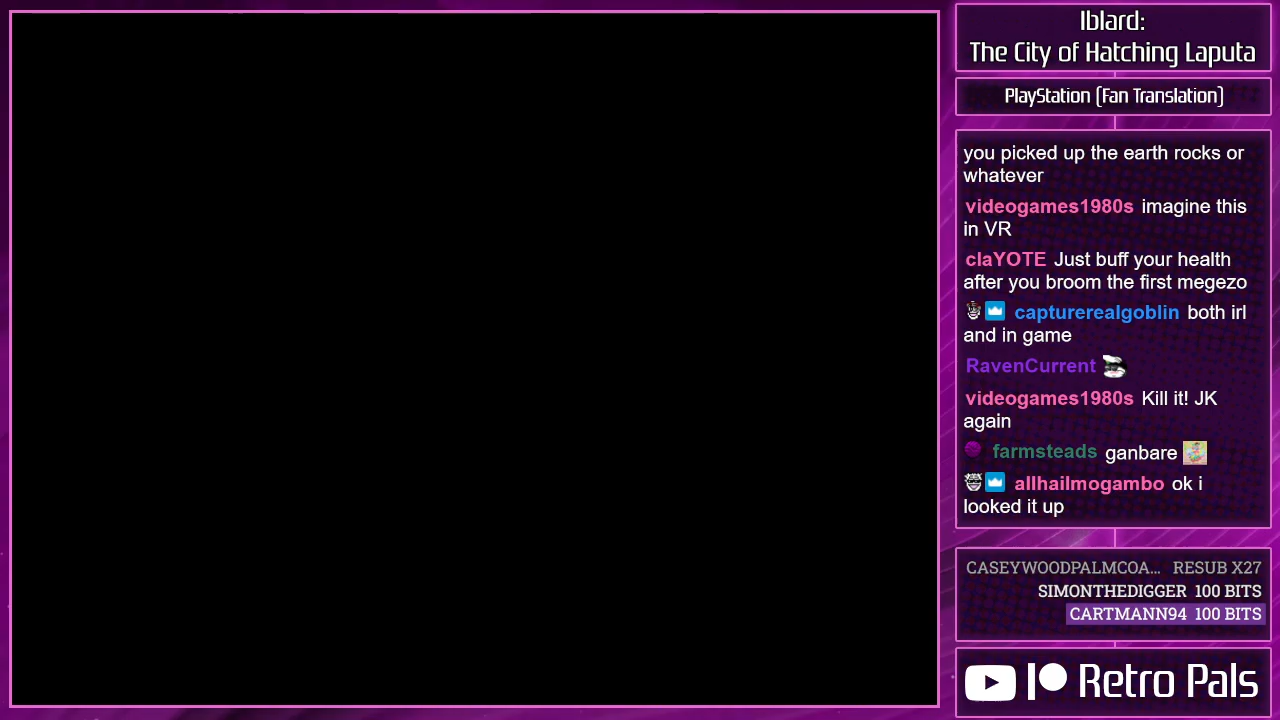 Iblard:
The City of Hatching Laputa
PlayStation (Fan Translation)
you picked up the earth rocks or
whatever
videogames1980s imagine this
in VR
claYOTE Just buff your health
after you broom the first megezo
capturerealgoblin both irl
and in game
RavenCurrent
videogames1980s Kill it! JK
again
farmsteads ganbare
allhailmogambo ok i
looked it up
CASEYWOODPALMCOA... RESUB X27
SIMONTHEDIGGER 100 BITS
CARTMANN94 100 BITS
Retro Pals